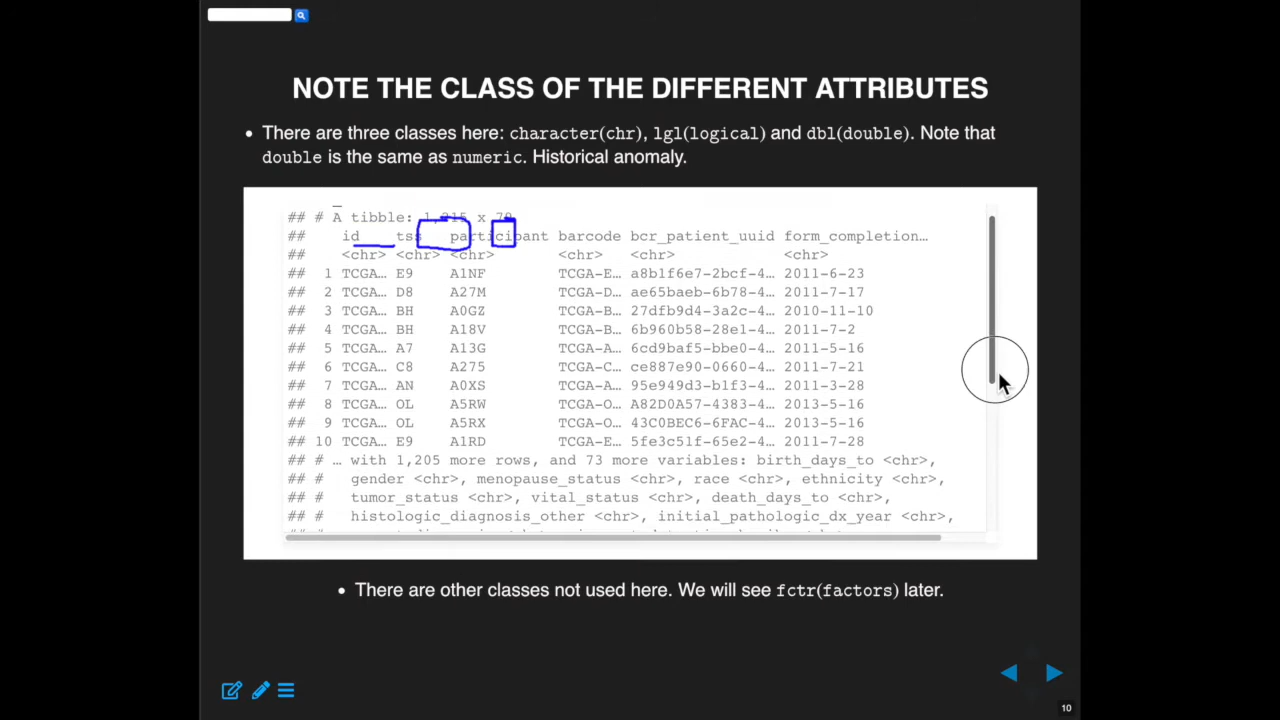 NOTE THE CLASS OF THE DIFFERENT ATTRIBUTES
• There are three classes here: character(chr), lgl(logical) and dbl(double). Note that
double is the same as numeric. Historical anomaly.
## # A tibble: 1,215 x 79
## id tss participant barcode bcr_patient_uuid form_completion…
## <chr> <chr> <chr> <chr> <chr> <chr>
## 1 TCGA… E9 A1NF TCGA-E… a8b1f6e7-2bcf-4… 2011-6-23
## 2 TCGA… D8 A27M TCGA-D… ae65baeb-6b78-4… 2011-7-17
## 3 TCGA… BH A0GZ TCGA-B… 27dfb9d4-3a2c-4… 2010-11-10
## 4 TCGA… BH A18V TCGA-B… 6b960b58-28e1-4… 2011-7-2
## 5 TCGA… A7 A13G TCGA-A… 6cd9baf5-bbe0-4… 2011-5-16
## 6 TCGA… C8 A275 TCGA-C… ce887e90-0660-4… 2011-7-21
## 7 TCGA… AN A0XS TCGA-A… 95e949d3-b1f3-4… 2011-3-28
## 8 TCGA… OL A5RW TCGA-O… A82D0A57-4383-4… 2013-5-16
## 9 TCGA… OL A5RX TCGA-O… 43C0BEC6-6FAC-4… 2013-5-16
## 10 TCGA… E9 A1RD TCGA-E… 5fe3c51f-65e2-4… 2011-7-28
## # … with 1,205 more rows, and 73 more variables: birth_days_to <chr>,
## # gender <chr>, menopause_status <chr>, race <chr>, ethnicity <chr>,
## # tumor_status <chr>, vital_status <chr>, death_days_to <chr>,
## # histologic_diagnosis_other <chr>, initial_pathologic_dx_year <chr>,
• There are other classes not used here. We will see fctr(factors) later.
10